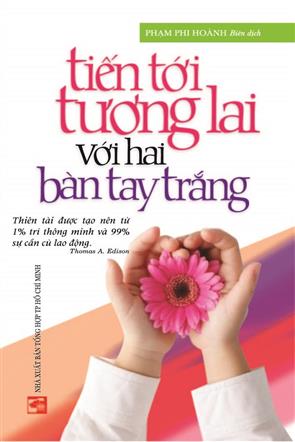 PHẠM PHI HOÀNH Biên dịch
tiến tới
tương lai
với hai
bàn tay trắng
Thiên tài được tạo nên từ
1% trí thông minh và 99%
sự cần cù lao động.
Thomas A. Edison
NHÀ XUẤT BẢN TỔNG HỢP TP HỒ CHÍ MINH